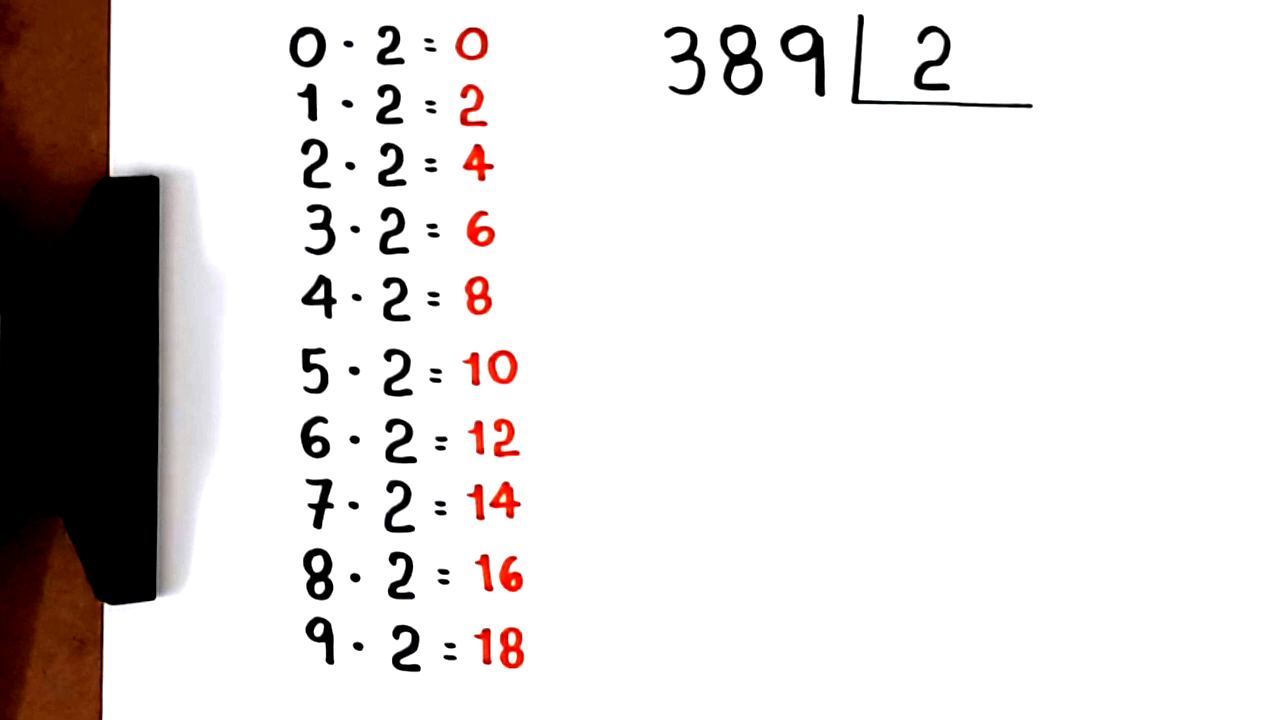 0 · 2 = 0
1 · 2 = 2
2 · 2 = 4
3 · 2 = 6
4 · 2 = 8
5 · 2 = 10
6 · 2 = 12
7 · 2 = 14
8 · 2 = 16
9 · 2 = 18
389 2